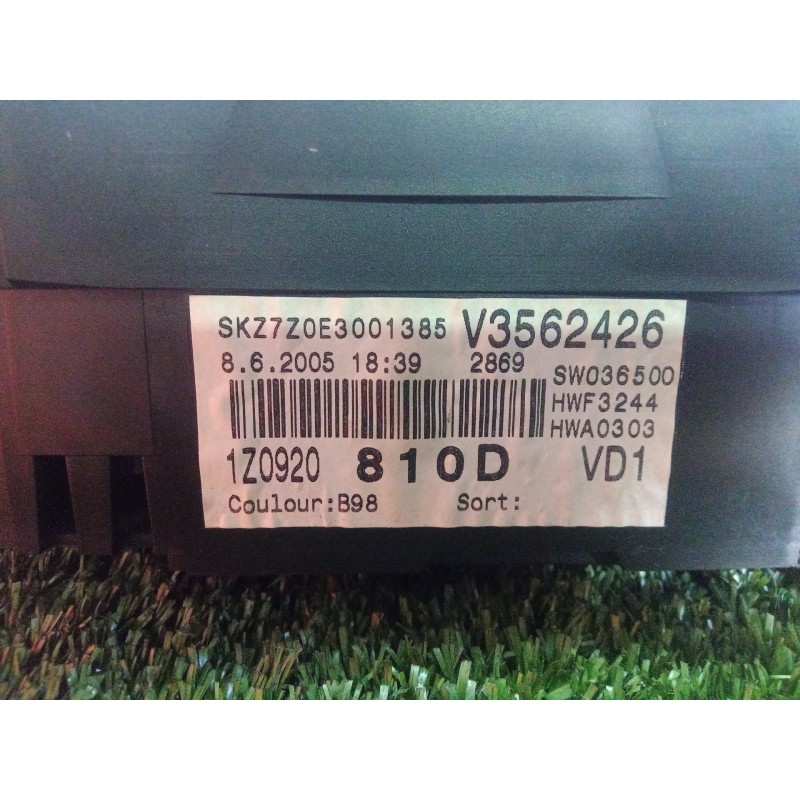 SKZ7Z0E3001385 V3562426
8.6.2005 18:39 2869
SW036500
HWF3244
HWA0303
1Z0920 810D VD1
Coulour:B98 Sort: